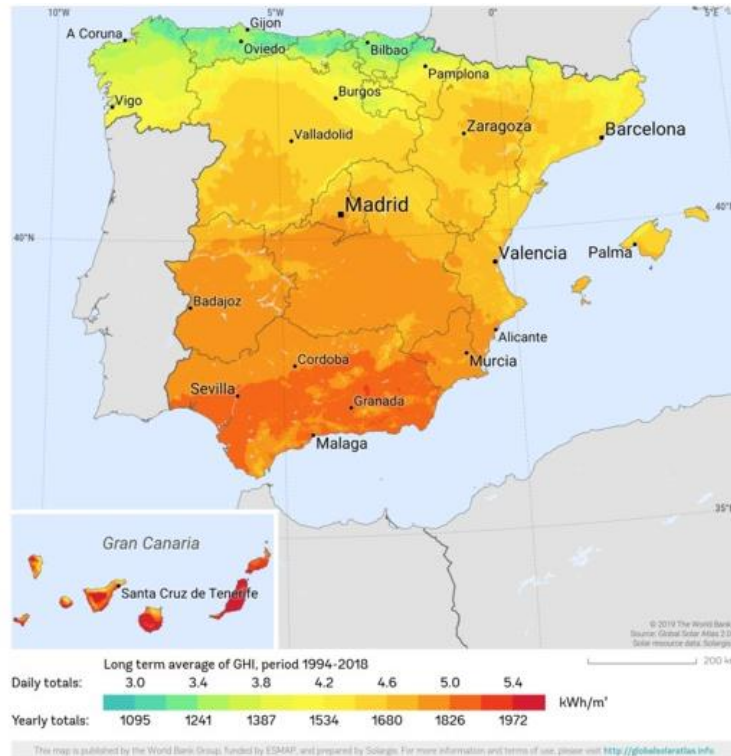 10°W
5°W
0°
5°E
Gijon
A Coruna
Oviedo
Bilbao
Pamplona
Vigo
Burgos
Zaragoza
Barcelona
Valladolid
Madrid
40°N
40°N
Valencia
Palma
Badajoz
Alicante
Cordoba
Murcia
Sevilla
Granada
Malaga
35°N
Gran Canaria
Santa Cruz de Tenerife
© 2019 The World Bank
Source: Global Solar Atlas 2.0
Solar resource data: Solargis
200 km
Long term average of GHI, period 1994-2018
Daily totals: 3.0 3.4 3.8 4.2 4.6 5.0 5.4
kWh/m²
Yearly totals: 1095 1241 1387 1534 1680 1826 1972
This map is published by the World Bank Group, funded by ESMAP, and prepared by Solargis. For more information and terms of use, please visit http://globalsolaratlas.info.